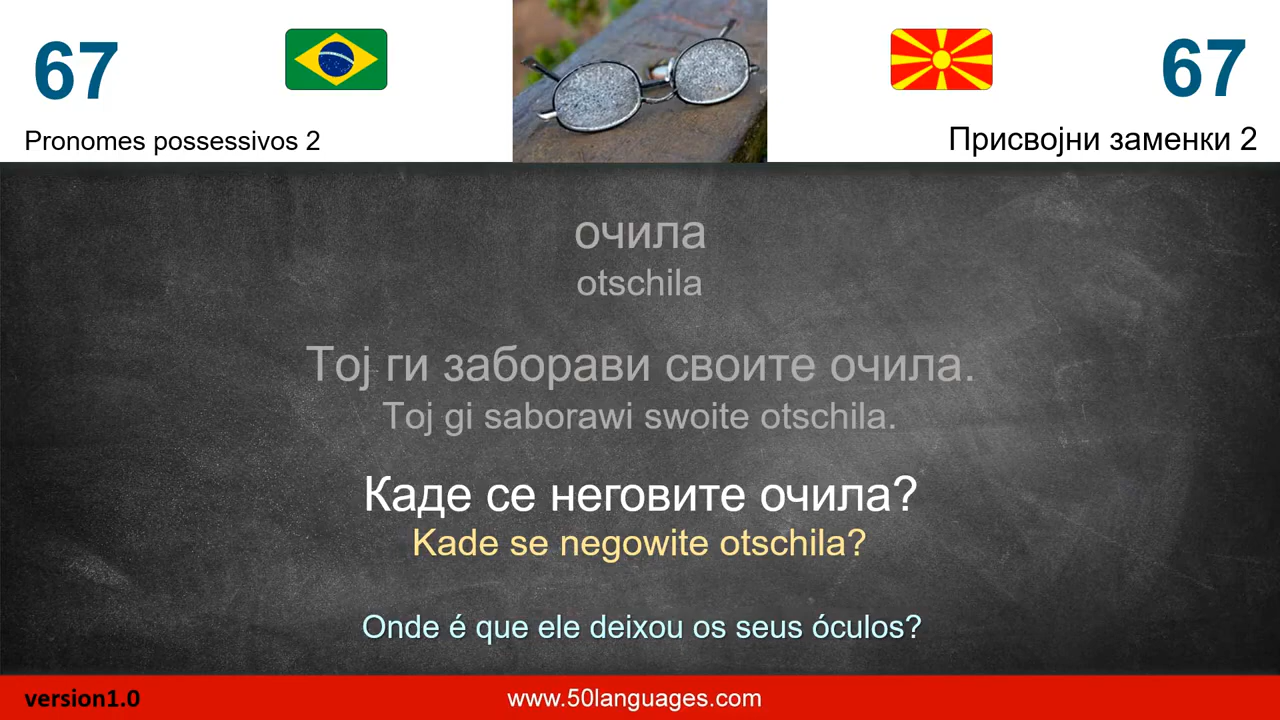 67
67
Pronomes possessivos 2
Присвојни заменки 2
очила
otschila
Тој ги заборави своите очила.
Toj gi saborawi swoite otschila.
Каде се неговите очила?
Kade se negowite otschila?
Onde é que ele deixou os seus óculos?
version1.0
www.50languages.com